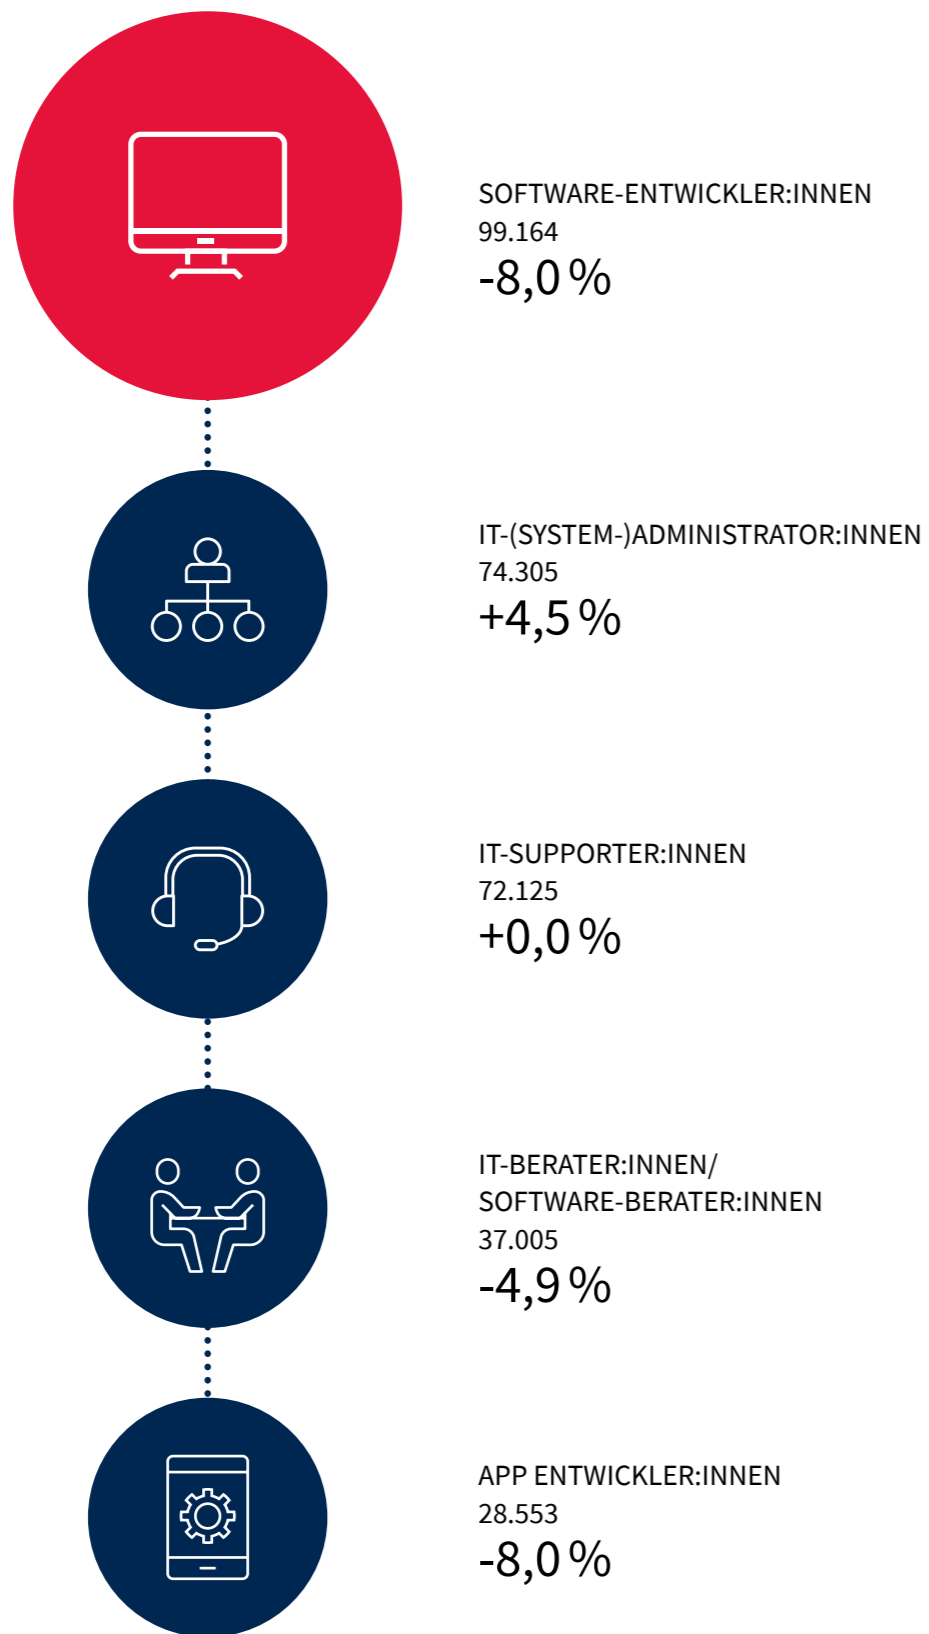 SOFTWARE-ENTWICKLER:INNEN
99.164
-8,0 %
IT-(SYSTEM-)ADMINISTRATOR:INNEN
74.305
+4,5 %
IT-SUPPORTER:INNEN
72.125
+0,0 %
IT-BERATER:INNEN/
SOFTWARE-BERATER:INNEN
37.005
-4,9 %
APP ENTWICKLER:INNEN
28.553
-8,0 %